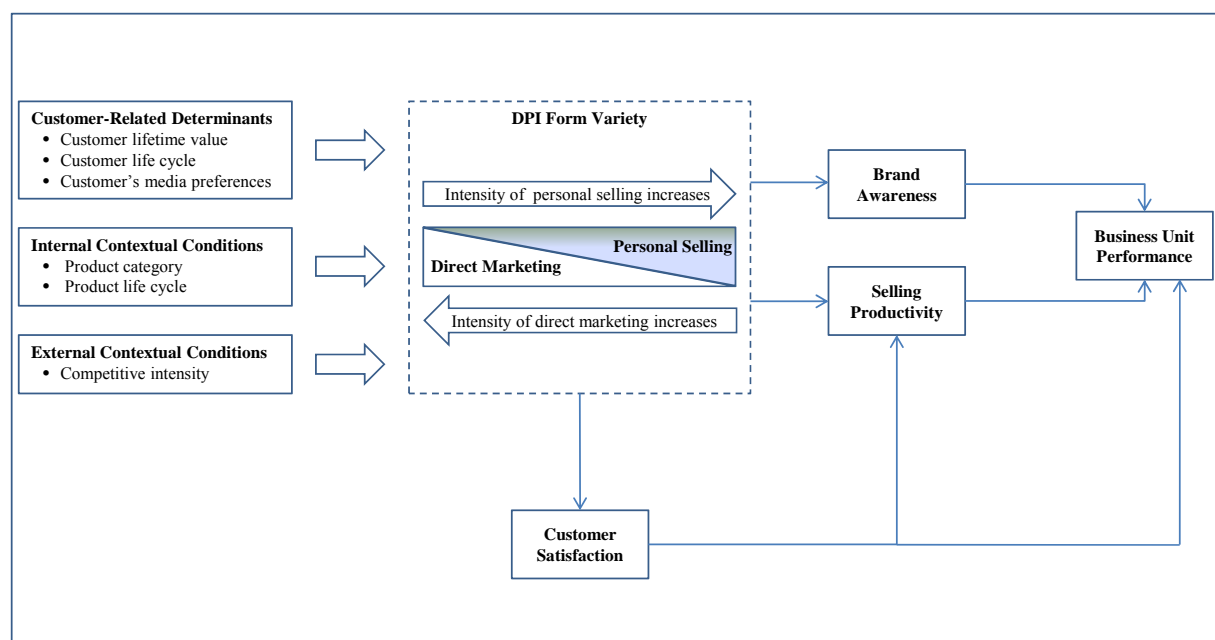 Customer-Related Determinants
• Customer lifetime value
• Customer life cycle
• Customer's media preferences
Internal Contextual Conditions
• Product category
• Product life cycle
External Contextual Conditions
• Competitive intensity
DPI Form Variety
Intensity of personal selling increases
Personal Selling
Direct Marketing
Intensity of direct marketing increases
Brand
Awareness
Selling
Productivity
Business Unit
Performance
Customer
Satisfaction